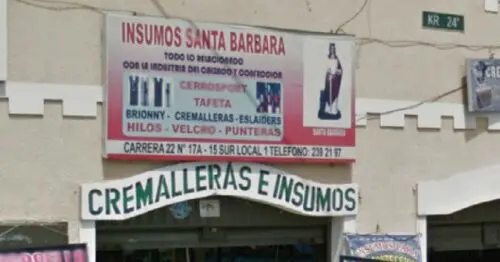 INSUMOS SANTA BARBARA
TODO LO RELACIONADO
CON LA INDUSTRIA DEL CALZADO Y CONFECCION
CERROSPORT
TAFETA
BRIONNY - CREMALLERAS - ESLAIDERS
HILOS - VELCRO - PUNTERAS
SANTA BARBARA
CARRERA 22 N° 17A - 15 SUR LOCAL 1 TELEFONO: 239 21 97
KR 24
CREMALLERAS E INSUMOS